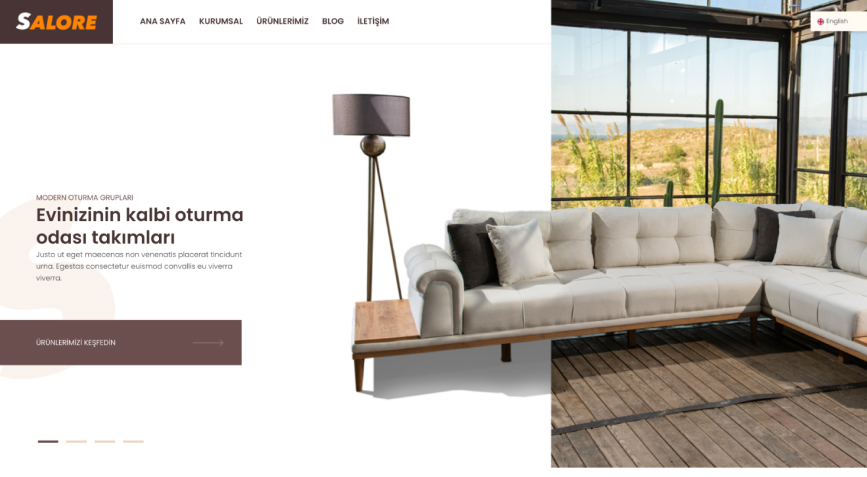 SALORE
ANA SAYFA KURUMSAL ÜRÜNLERİMİZ BLOG İLETİŞİM
English
MODERN OTURMA GRUPLARI
Evinizinin kalbi oturma
odası takımları
Justo ut eget maecenas non venenatis placerat tincidunt
urna. Egestas consectetur euismod convallis eu viverra
viverra.
ÜRÜNLERİMİZİ KEŞFEDİN